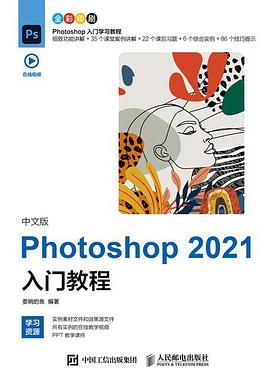 Ps
全彩印刷
Photoshop 入门学习教程
细致功能讲解 + 35 个课堂案例讲解 + 22 个课后习题 + 6 个综合实例 + 86 个技巧提示
在线视频
中文版
Photoshop 2021
入门教程
委婉的鱼 编著
学习
资源
实例素材文件和效果源文件
所有实例的在线教学视频
PPT 教学课件
中国工信出版集团
人民邮电出版社